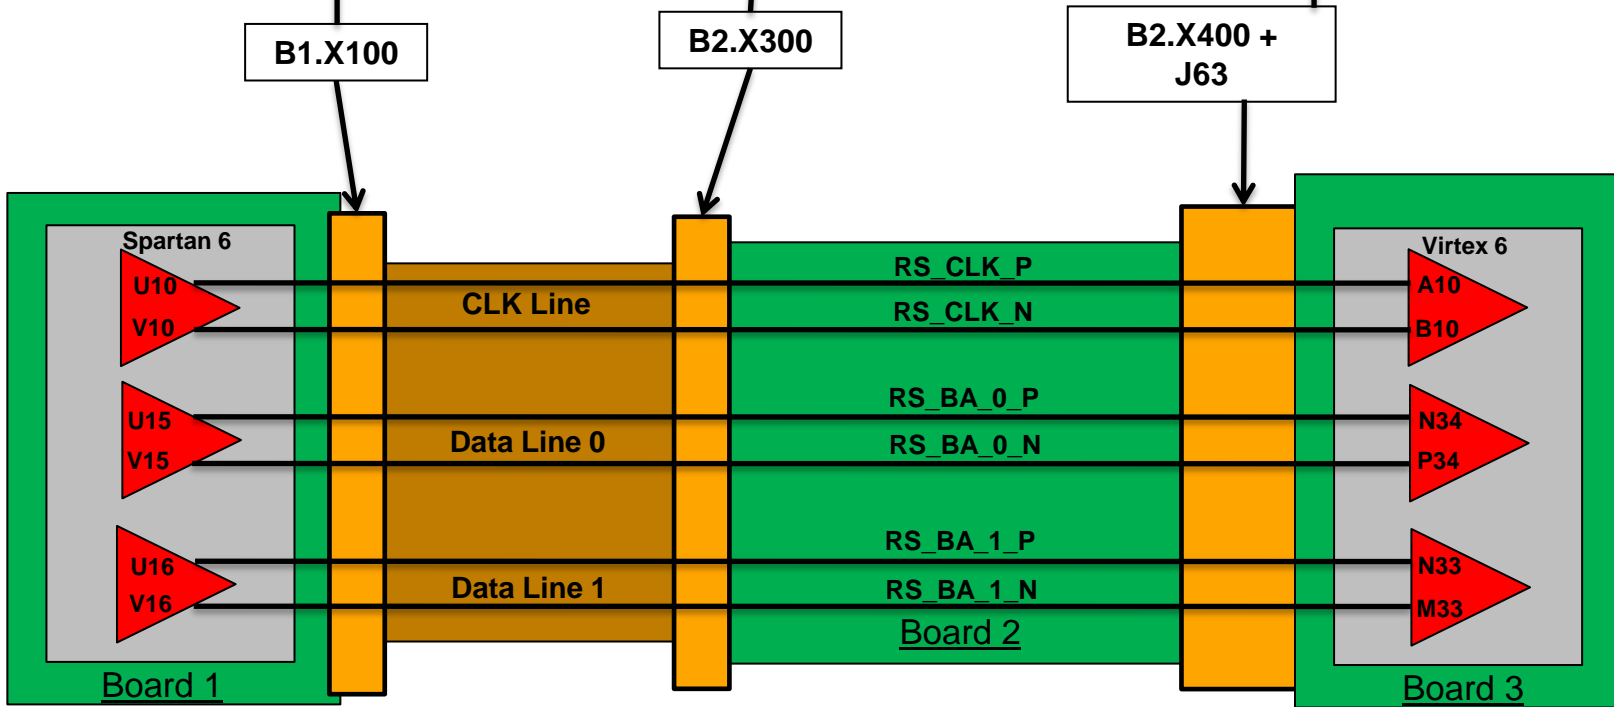 B1.X100
B2.X300
B2.X400 +
J63
Spartan 6
Virtex 6
U10
V10
CLK Line
RS_CLK_P
RS_CLK_N
A10
B10
U15
V15
Data Line 0
RS_BA_0_P
RS_BA_0_N
N34
P34
U16
V16
Data Line 1
RS_BA_1_P
RS_BA_1_N
N33
M33
Board 1
Board 2
Board 3